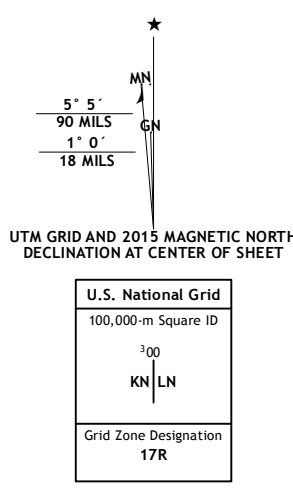 ★
MN
5° 5´
90 MILS
GN
1° 0´
18 MILS
UTM GRID AND 2015 MAGNETIC NORTH
DECLINATION AT CENTER OF SHEET
U.S. National Grid
100,000-m Square ID
³00
KN LN
Grid Zone Designation
17R